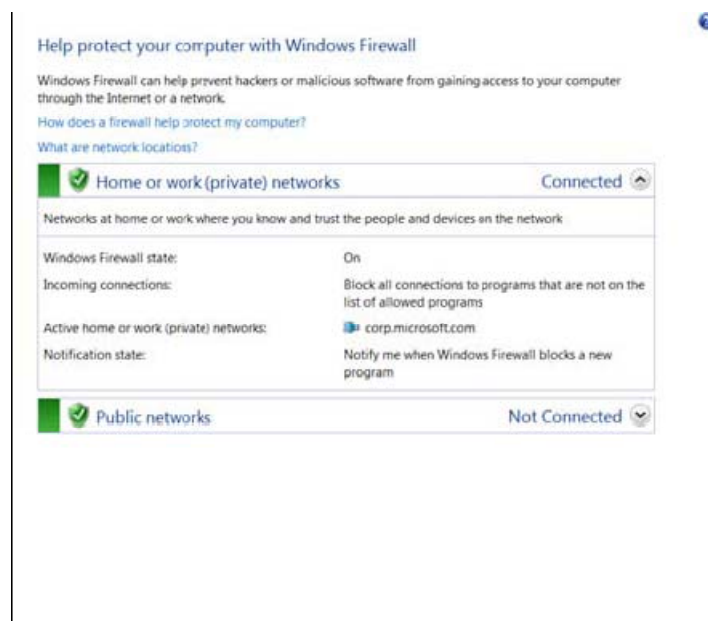 Help protect your computer with Windows Firewall
Windows Firewall can help prevent hackers or malicious software from gaining access to your computer
through the Internet or a network.
How does a firewall help protect my computer?
What are network locations?
Home or work (private) networks Connected
Networks at home or work where you know and trust the people and devices on the network
Windows Firewall state: On
Incoming connections: Block all connections to programs that are not on the
list of allowed programs
Active home or work (private) networks: corp.microsoft.com
Notification state: Notify me when Windows Firewall blocks a new
program
Public networks Not Connected